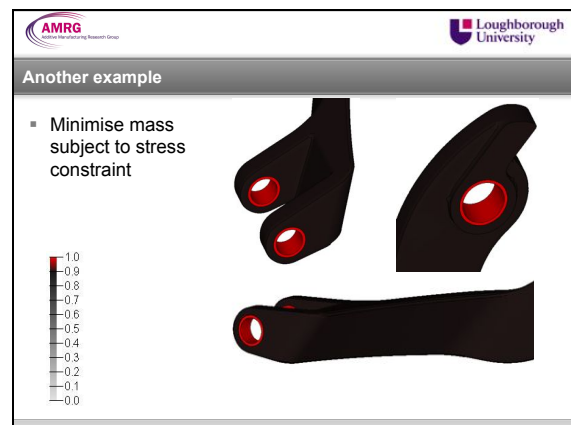 AMRG
Additive Manufacturing Research Group
Loughborough
University
Another example
▪ Minimise mass
subject to stress
constraint
1.0
0.9
0.8
0.7
0.6
0.5
0.4
0.3
0.2
0.1
0.0